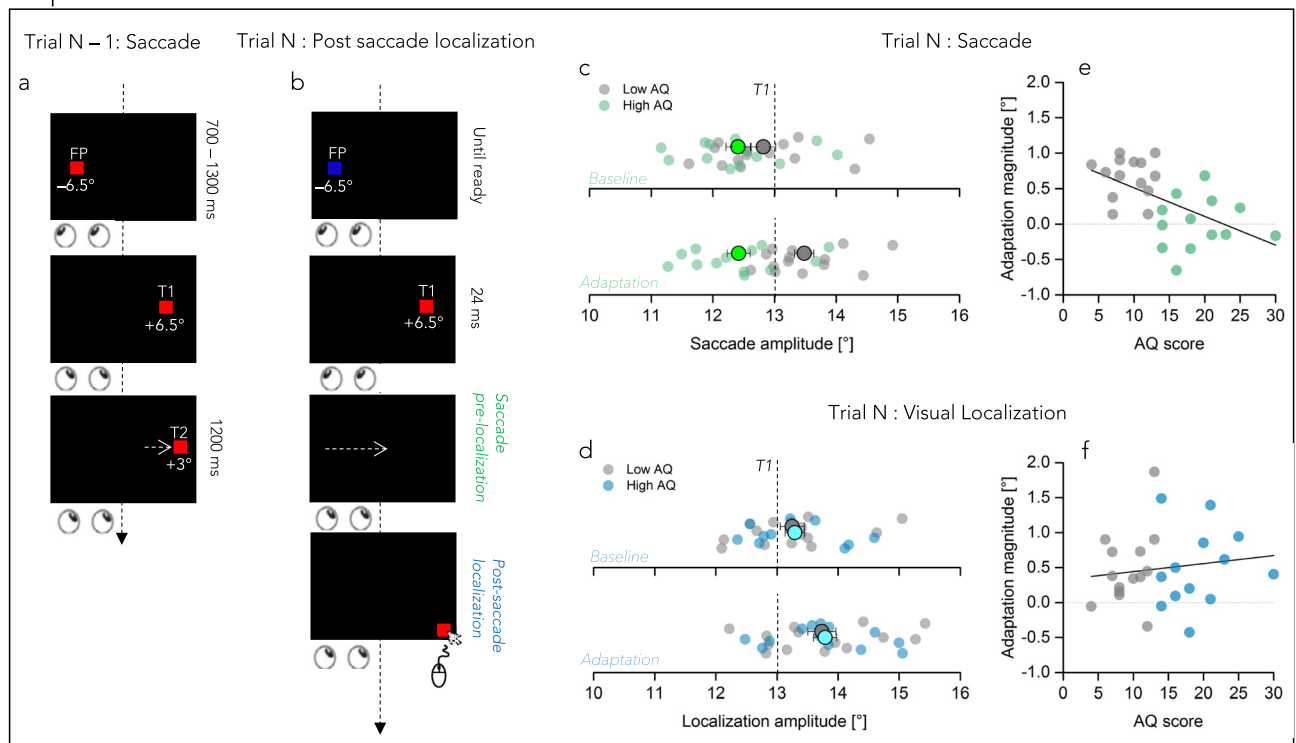 Trial N – 1: Saccade
a
FP
–6.5°
700 – 1300 ms
T1
+6.5°
T2
+3°
1200 ms
Trial N : Post saccade localization
b
FP
–6.5°
Until ready
T1
+6.5°
24 ms
Saccade
pre-localization
Post-saccade
localization
Trial N : Saccade
c
Low AQ
High AQ
T1
Baseline
Adaptation
10 11 12 13 14 15 16
Saccade amplitude [°]
e
Adaptation magnitude [°]
2.0
1.5
1.0
0.5
0.0
-0.5
-1.0
0 5 10 15 20 25 30
AQ score
Trial N : Visual Localization
d
Low AQ
High AQ
T1
Baseline
Adaptation
10 11 12 13 14 15 16
Localization amplitude [°]
f
Adaptation magnitude [°]
2.0
1.5
1.0
0.5
0.0
-0.5
-1.0
0 5 10 15 20 25 30
AQ score